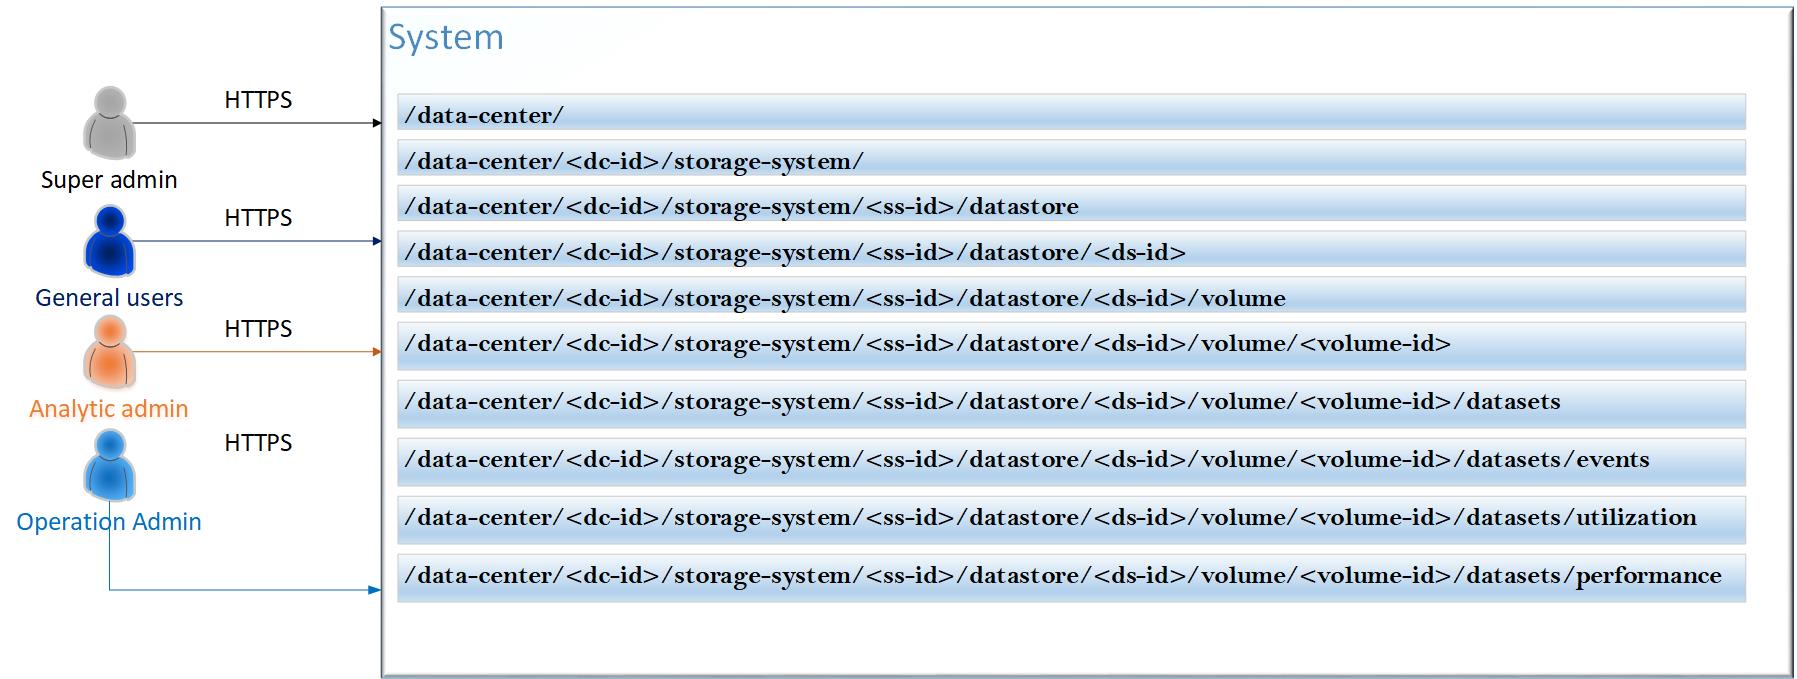 System
HTTPS
Super admin
HTTPS
General users
HTTPS
Analytic admin
HTTPS
Operation Admin
/data-center/
/data-center/<dc-id>/storage-system/
/data-center/<dc-id>/storage-system/<ss-id>/datastore
/data-center/<dc-id>/storage-system/<ss-id>/datastore/<ds-id>
/data-center/<dc-id>/storage-system/<ss-id>/datastore/<ds-id>/volume
/data-center/<dc-id>/storage-system/<ss-id>/datastore/<ds-id>/volume/<volume-id>
/data-center/<dc-id>/storage-system/<ss-id>/datastore/<ds-id>/volume/<volume-id>/datasets
/data-center/<dc-id>/storage-system/<ss-id>/datastore/<ds-id>/volume/<volume-id>/datasets/events
/data-center/<dc-id>/storage-system/<ss-id>/datastore/<ds-id>/volume/<volume-id>/datasets/utilization
/data-center/<dc-id>/storage-system/<ss-id>/datastore/<ds-id>/volume/<volume-id>/datasets/performance